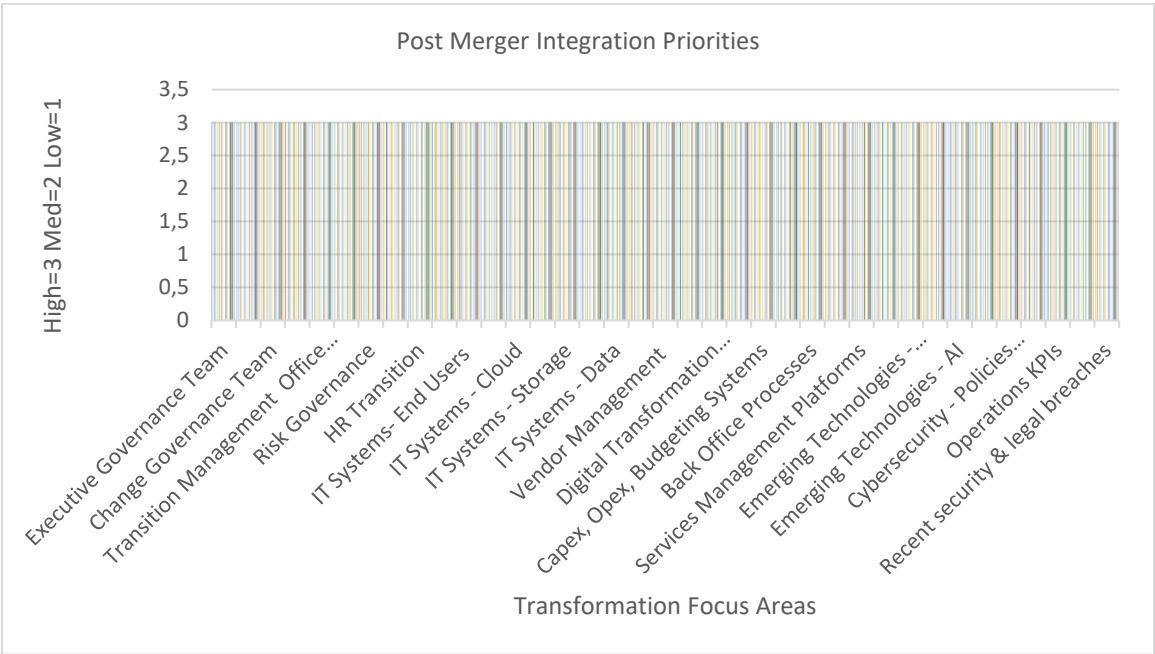 Post Merger Integration Priorities
High=3 Med=2 Low=1
3,5
3
2,5
2
1,5
1
0,5
0
Executive Governance Team
Change Governance Team
Transition Management Office...
Risk Governance
HR Transition
IT Systems- End Users
IT Systems - Cloud
IT Systems - Storage
IT Systems - Data
Vendor Management
Digital Transformation...
Capex, Opex, Budgeting Systems
Back Office Processes
Services Management Platforms
Emerging Technologies -...
Emerging Technologies - AI
Cybersecurity - Policies...
Operations KPIs
Recent security & legal breaches
Transformation Focus Areas